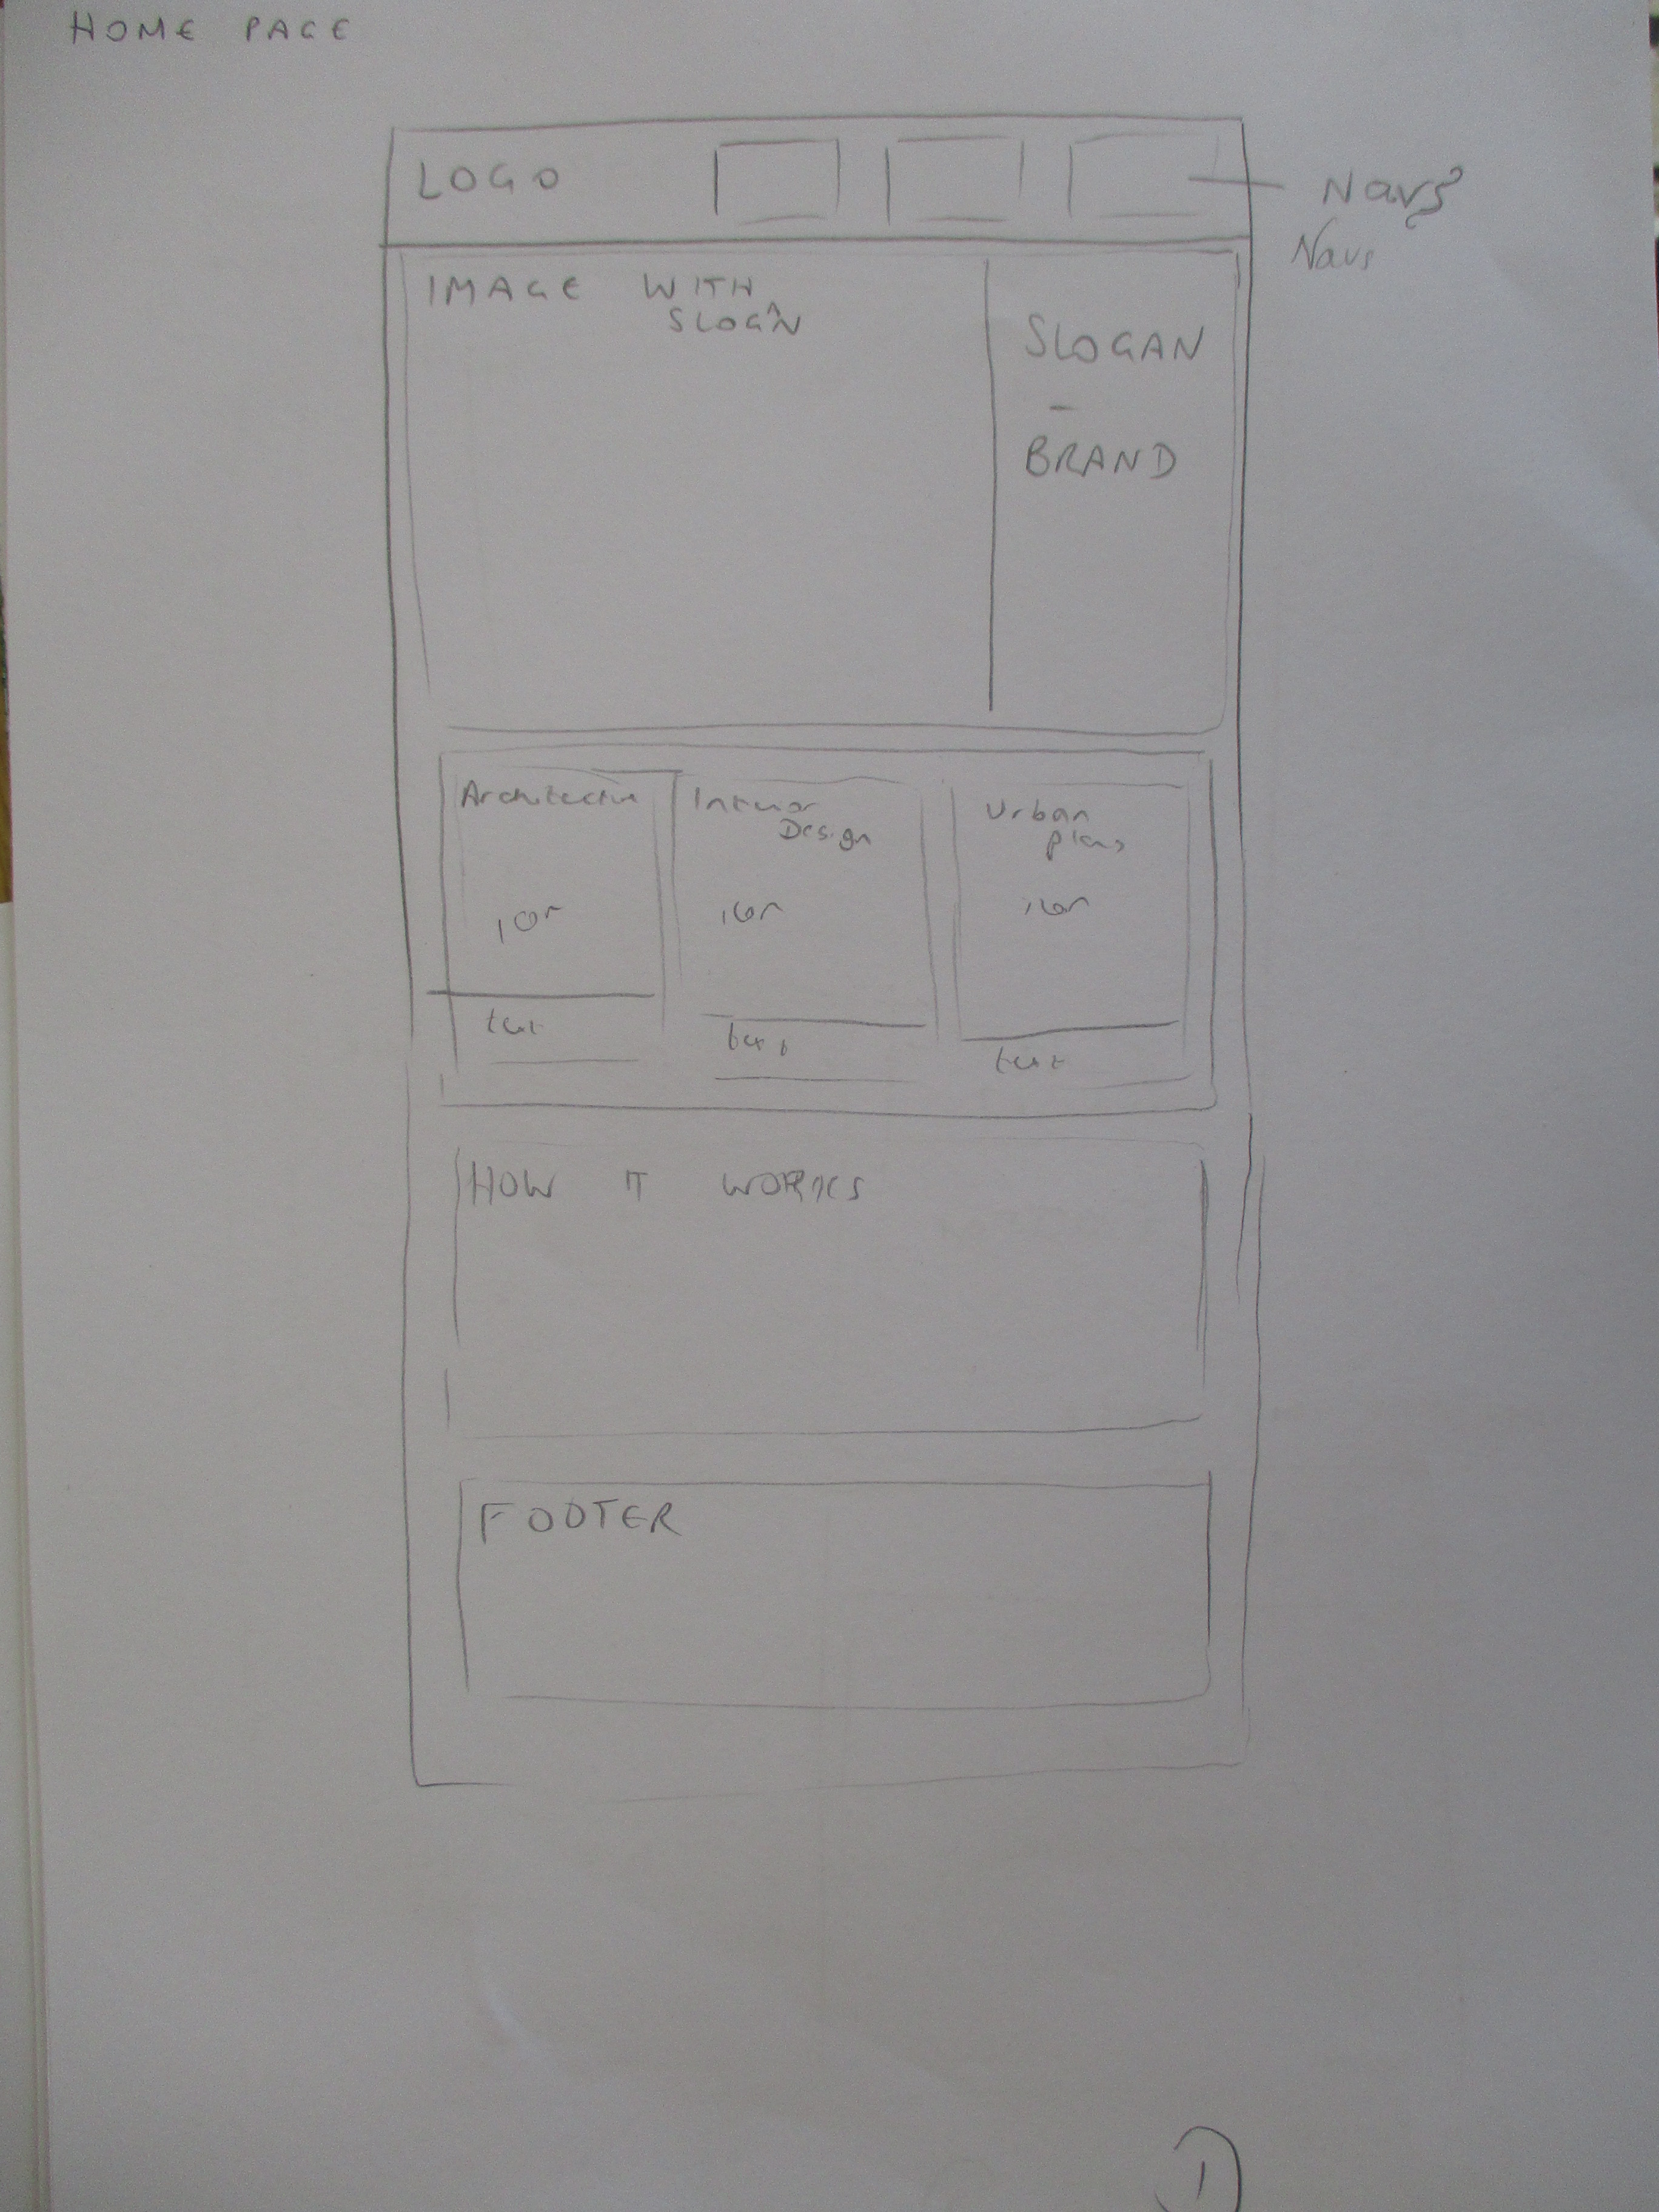 HOME PAGE
LOGO
Navs
Navs
IMAGE WITH
SLOGAN
SLOGAN
-
BRAND
Architecture
Interior
Design
Urban
plans
icon
icon
icon
text
text
text
HOW IT WORKS
FOOTER
1